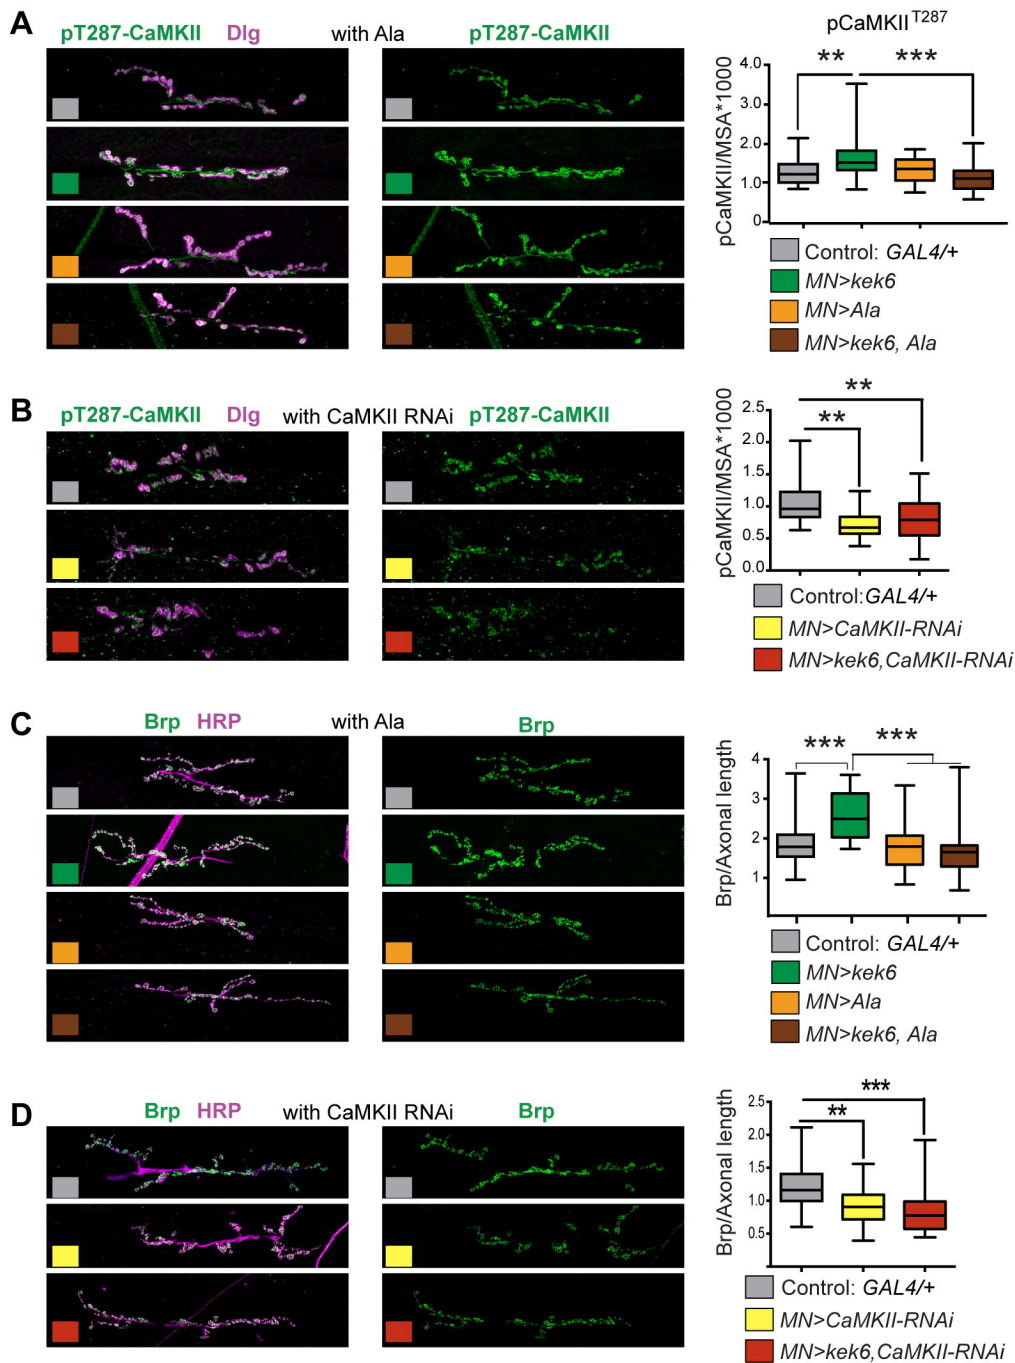 A
pT287-CaMKII Dlg with Ala pT287-CaMKII
pCaMKII^T287
** ***
pCaMKII/MSA*1000
4.0
3.0
2.0
1.0
0
Control: GAL4/+
MN>kek6
MN>Ala
MN>kek6, Ala
B
pT287-CaMKII Dlg with CaMKII RNAi pT287-CaMKII
**
**
pCaMKII/MSA*1000
2.5
2.0
1.5
1.0
0.5
0.0
Control:GAL4/+
MN>CaMKII-RNAi
MN>kek6,CaMKII-RNAi
C
Brp HRP with Ala Brp
*** ***
Brp/Axonal length
4
3
2
1
0
Control: GAL4/+
MN>kek6
MN>Ala
MN>kek6, Ala
D
Brp HRP with CaMKII RNAi Brp
***
**
Brp/Axonal length
2.5
2.0
1.5
1.0
0.5
Control: GAL4/+
MN>CaMKII-RNAi
MN>kek6,CaMKII-RNAi